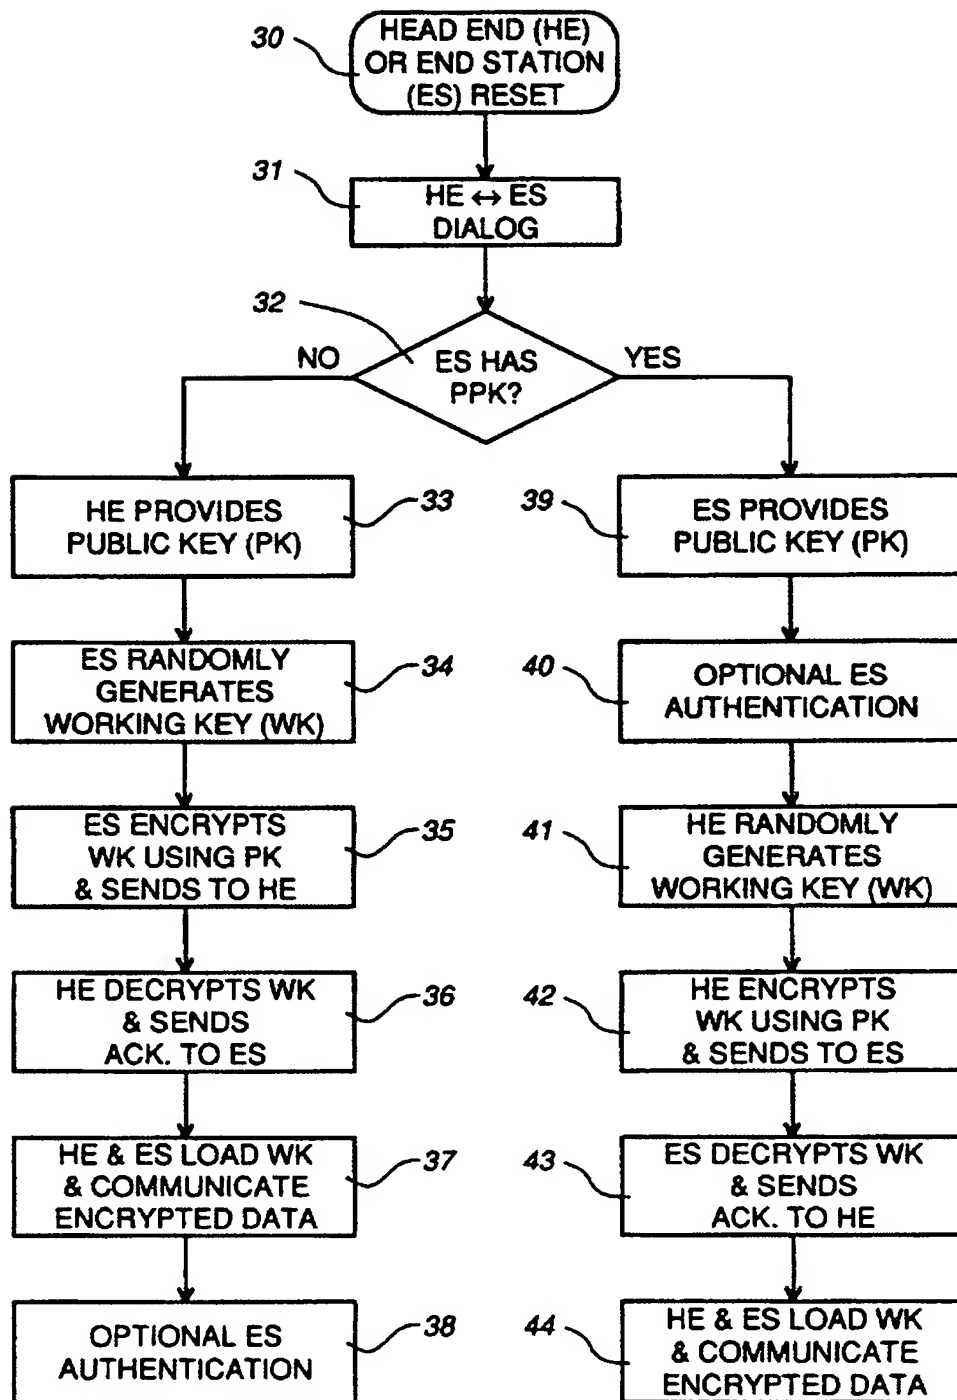 30
HEAD END (HE)
OR END STATION
(ES) RESET
31
HE ↔ ES
DIALOG
32
ES HAS
PPK?
NO
YES
HE PROVIDES
PUBLIC KEY (PK)
33
ES RANDOMLY
GENERATES
WORKING KEY (WK)
34
ES ENCRYPTS
WK USING PK
& SENDS TO HE
35
HE DECRYPTS WK
& SENDS
ACK. TO ES
36
HE & ES LOAD WK
& COMMUNICATE
ENCRYPTED DATA
37
OPTIONAL ES
AUTHENTICATION
38
39
ES PROVIDES
PUBLIC KEY (PK)
40
OPTIONAL ES
AUTHENTICATION
41
HE RANDOMLY
GENERATES
WORKING KEY (WK)
42
HE ENCRYPTS
WK USING PK
& SENDS TO ES
43
ES DECRYPTS WK
& SENDS
ACK. TO HE
44
HE & ES LOAD WK
& COMMUNICATE
ENCRYPTED DATA